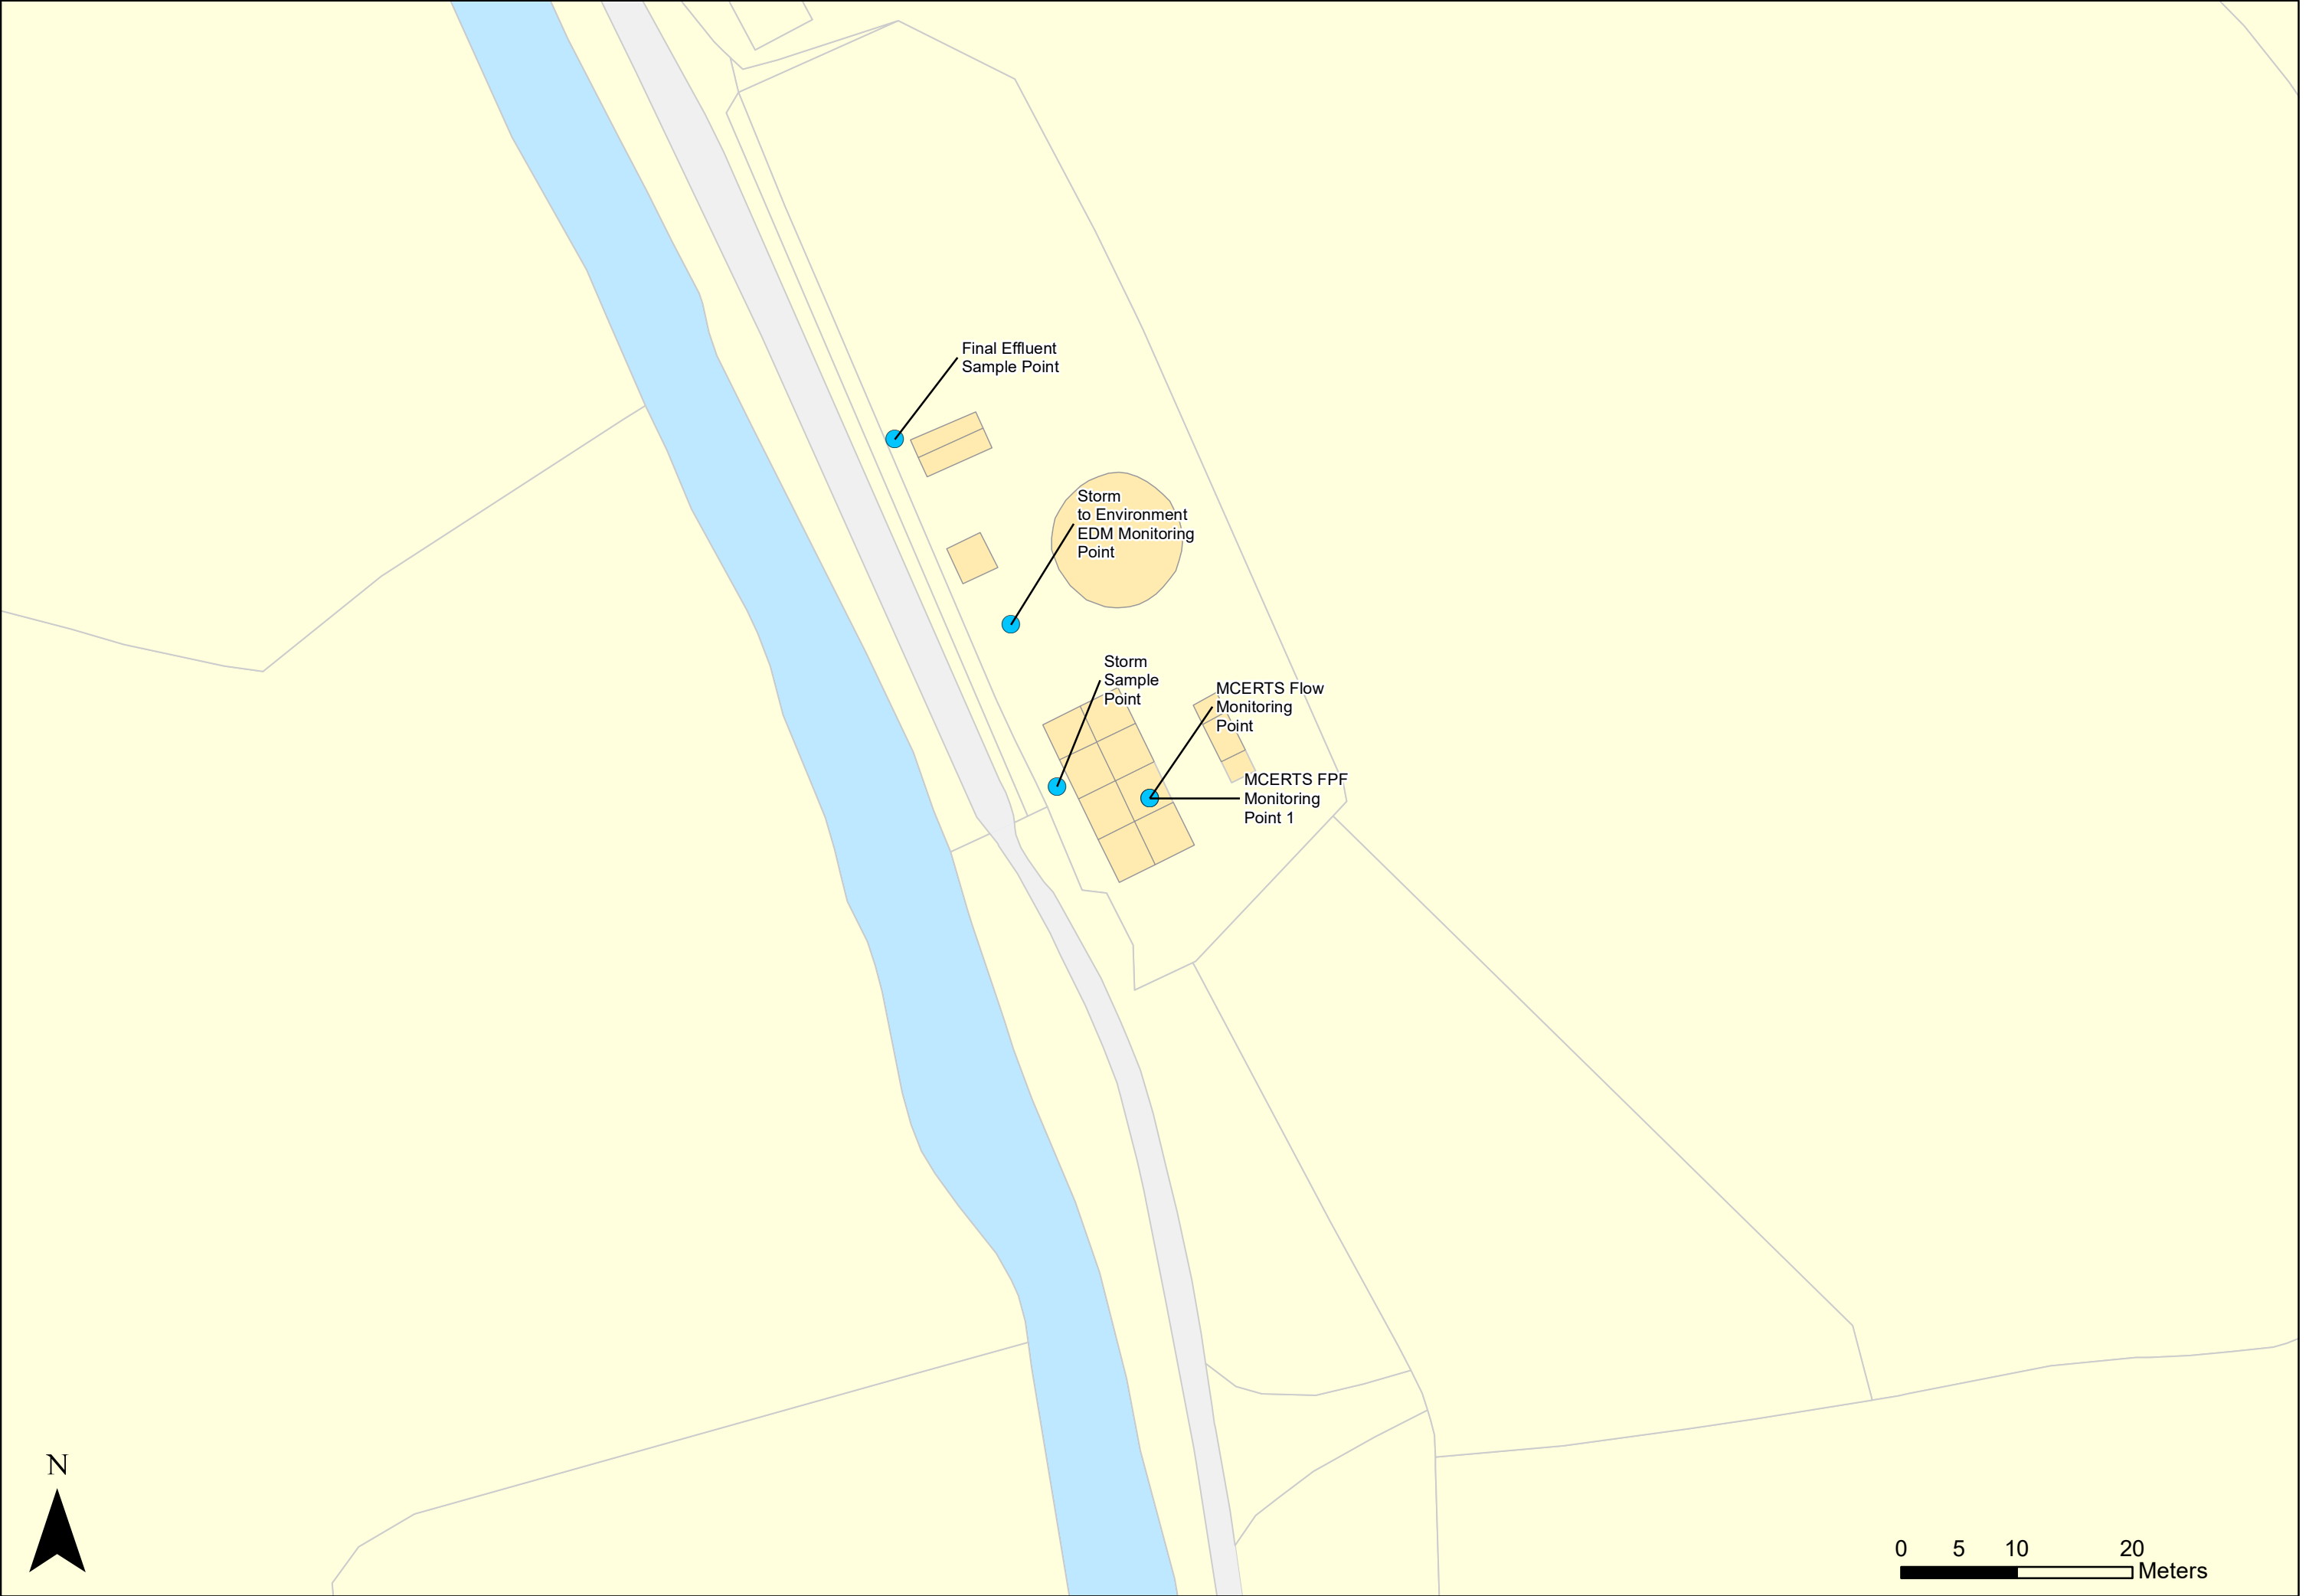 Final Effluent
Sample Point
Storm
to Environment
EDM Monitoring
Point
Storm
Sample
Point
MCERTS Flow
Monitoring
Point
MCERTS FPF
Monitoring
Point 1
N
0 5 10 20
Meters